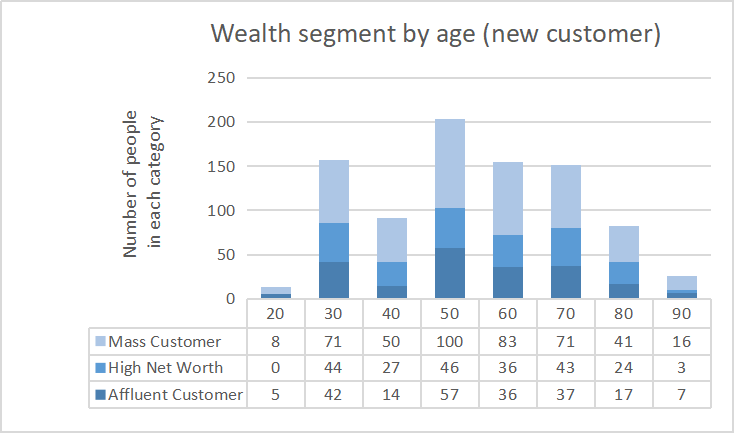 Wealth segment by age (new customer)
Number of people
in each category
250
200
150
100
50
0
20 30 40 50 60 70 80 90
Mass Customer 8 71 50 100 83 71 41 16
High Net Worth 0 44 27 46 36 43 24 3
Affluent Customer 5 42 14 57 36 37 17 7